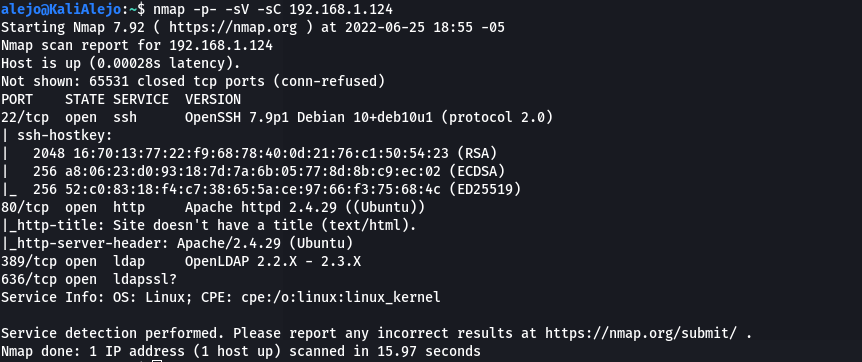 alejo@KaliAlejo:~$ nmap -p- -sV -sC 192.168.1.124
Starting Nmap 7.92 ( https://nmap.org ) at 2022-06-25 18:55 -05
Nmap scan report for 192.168.1.124
Host is up (0.00028s latency).
Not shown: 65531 closed tcp ports (conn-refused)
PORT    STATE SERVICE  VERSION
22/tcp  open  ssh      OpenSSH 7.9p1 Debian 10+deb10u1 (protocol 2.0)
| ssh-hostkey:
|   2048 16:70:13:77:22:f9:68:78:40:0d:21:76:c1:50:54:23 (RSA)
|   256 a8:06:23:d0:93:18:7d:7a:6b:05:77:8d:8b:c9:ec:02 (ECDSA)
|_  256 52:c0:83:18:f4:c7:38:65:5a:ce:97:66:f3:75:68:4c (ED25519)
80/tcp  open  http     Apache httpd 2.4.29 ((Ubuntu))
|_http-title: Site doesn't have a title (text/html).
|_http-server-header: Apache/2.4.29 (Ubuntu)
389/tcp open  ldap     OpenLDAP 2.2.X - 2.3.X
636/tcp open  ldapssl?
Service Info: OS: Linux; CPE: cpe:/o:linux:linux_kernel

Service detection performed. Please report any incorrect results at https://nmap.org/submit/ .
Nmap done: 1 IP address (1 host up) scanned in 15.97 seconds